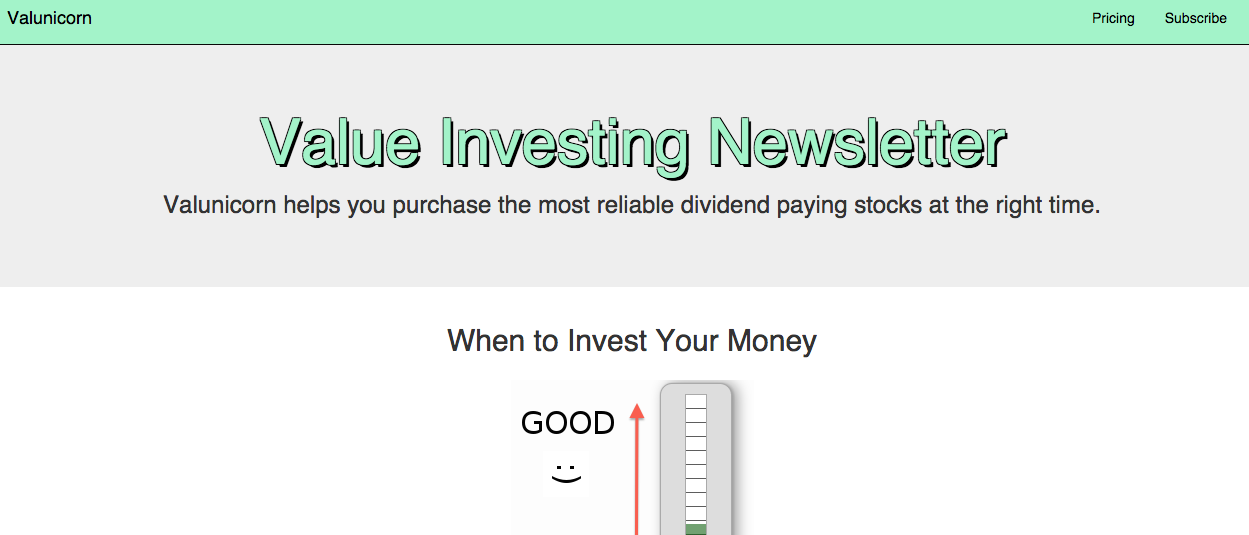 Valunicorn
Pricing
Subscribe
Value Investing Newsletter
Valunicorn helps you purchase the most reliable dividend paying stocks at the right time.
When to Invest Your Money
GOOD